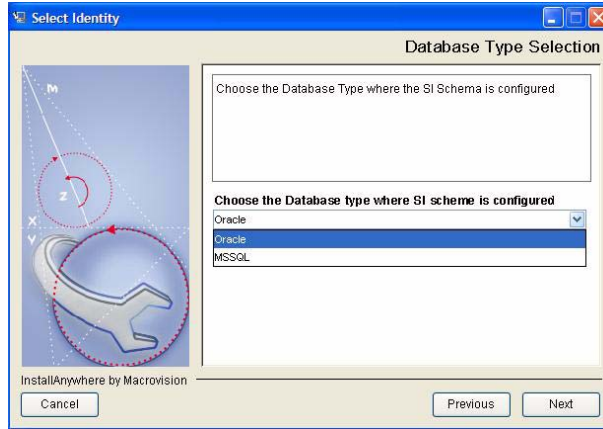 Select Identity
Database Type Selection
M
Z
X
Y
Choose the Database Type where the SI Schema is configured
Choose the Database type where SI scheme is configured
Oracle
Oracle
MSSQL
InstallAnywhere by Macrovision
Cancel
Previous
Next